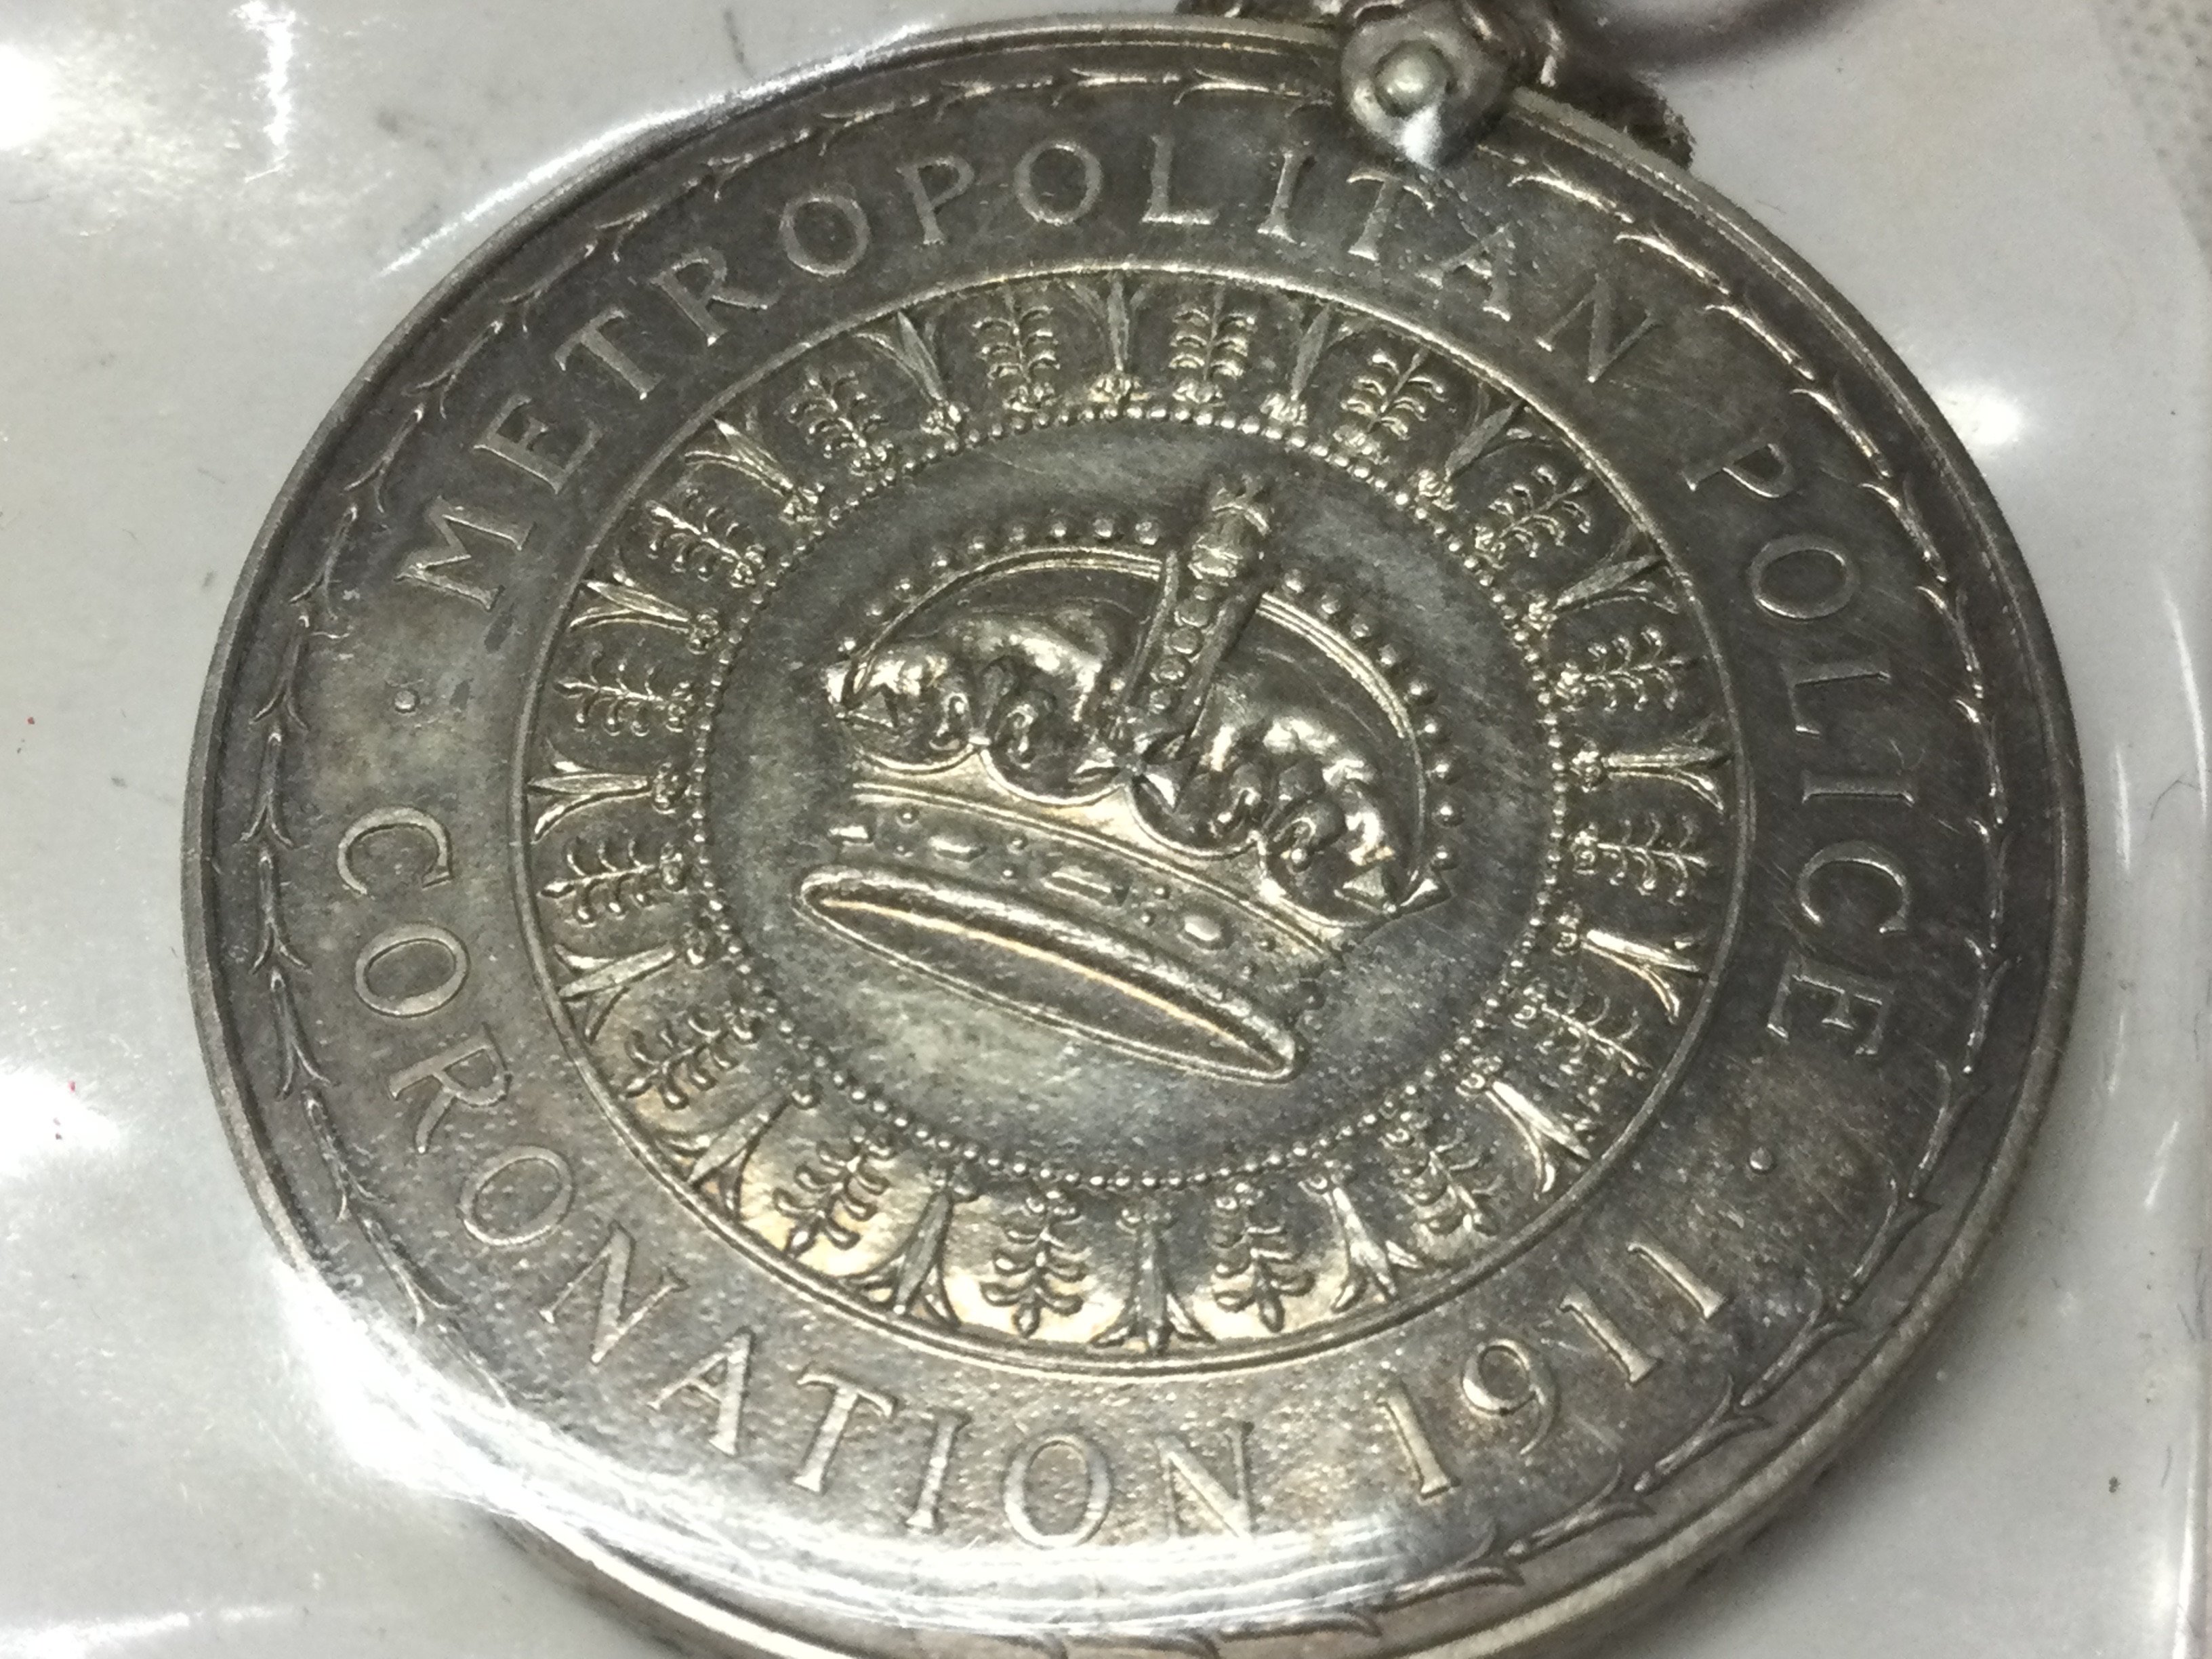 · METROPOLITAN POLICE ·
CORONATION 1911